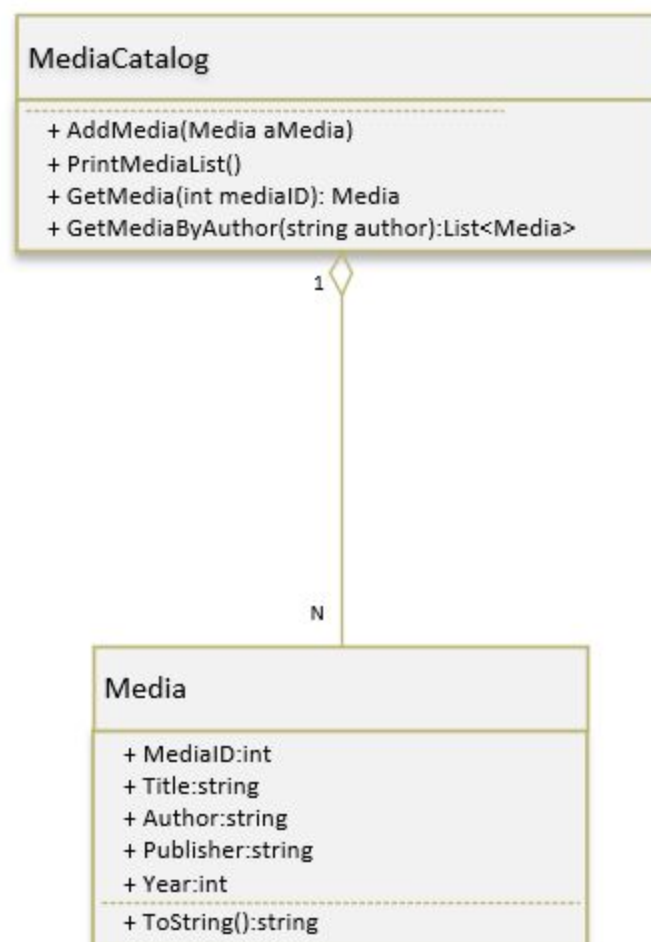 MediaCatalog
+ AddMedia(Media aMedia)
+ PrintMediaList()
+ GetMedia(int mediaID): Media
+ GetMediaByAuthor(string author):List<Media>
1
N
Media
+ MediaID:int
+ Title:string
+ Author:string
+ Publisher:string
+ Year:int
+ ToString():string